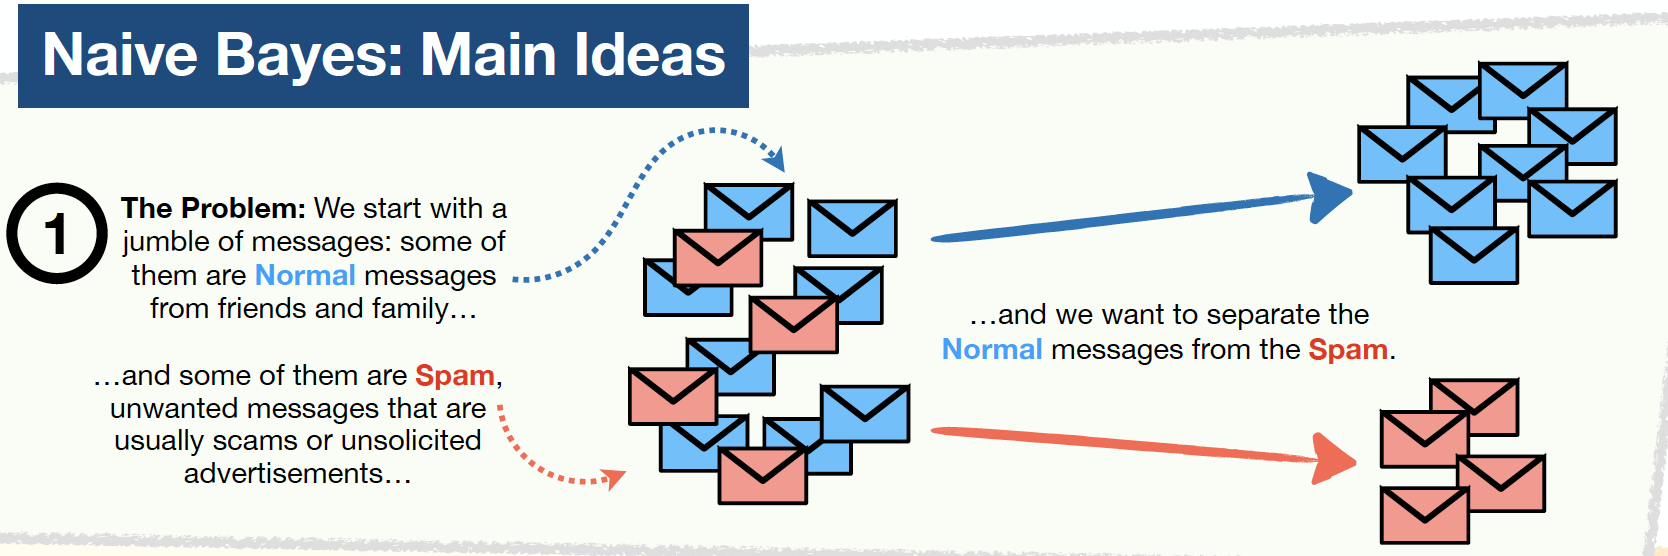 Naive Bayes: Main Ideas
1
The Problem: We start with a
jumble of messages: some of
them are Normal messages
from friends and family…
…and some of them are Spam,
unwanted messages that are
usually scams or unsolicited
advertisements…
…and we want to separate the
Normal messages from the Spam.